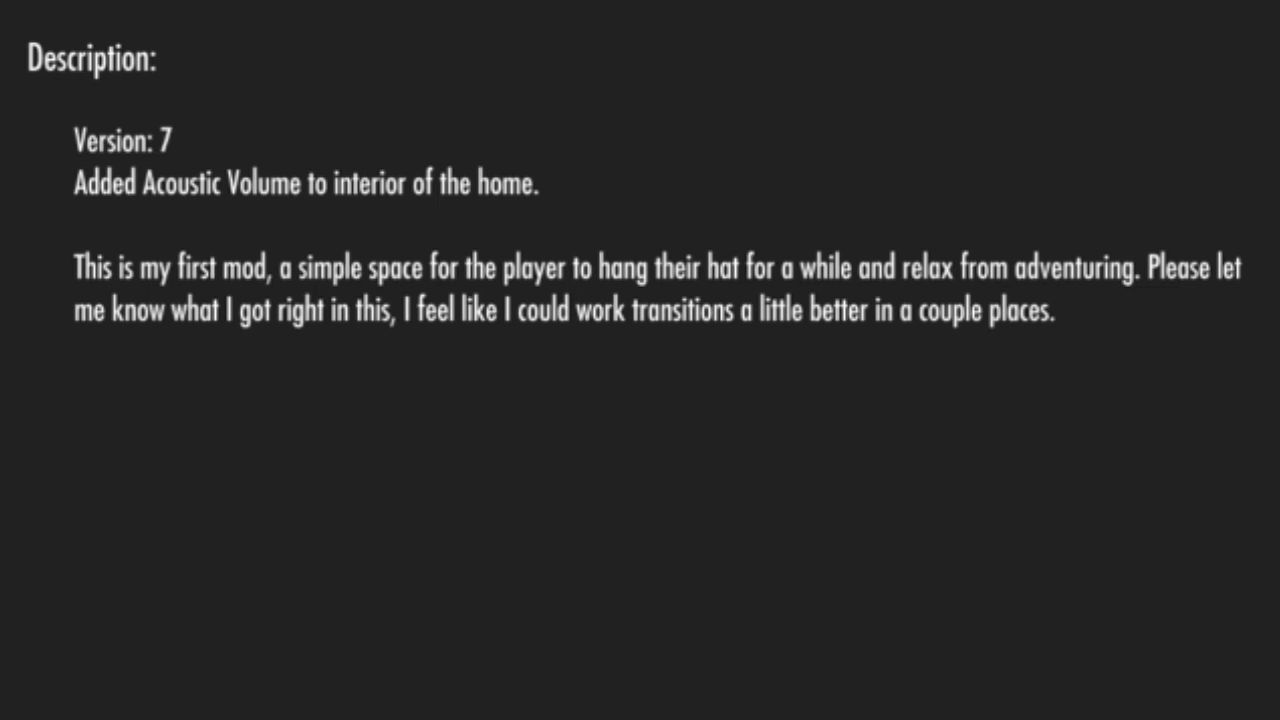 Description:
Version: 7
Added Acoustic Volume to interior of the home.
This is my first mod, a simple space for the player to hang their hat for a while and relax from adventuring. Please let
me know what I got right in this, I feel like I could work transitions a little better in a couple places.